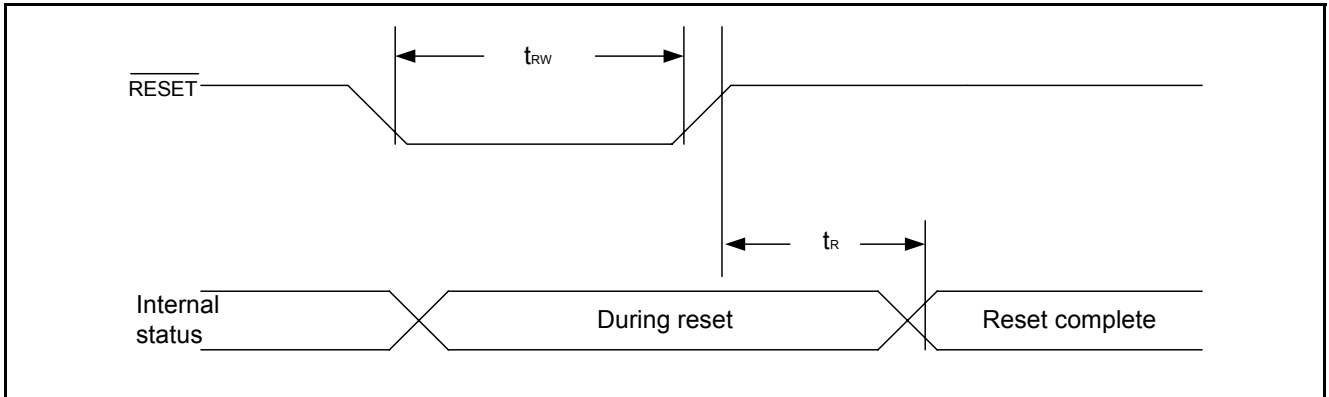 tRW
RESET
tR
Internal
status
During reset
Reset complete